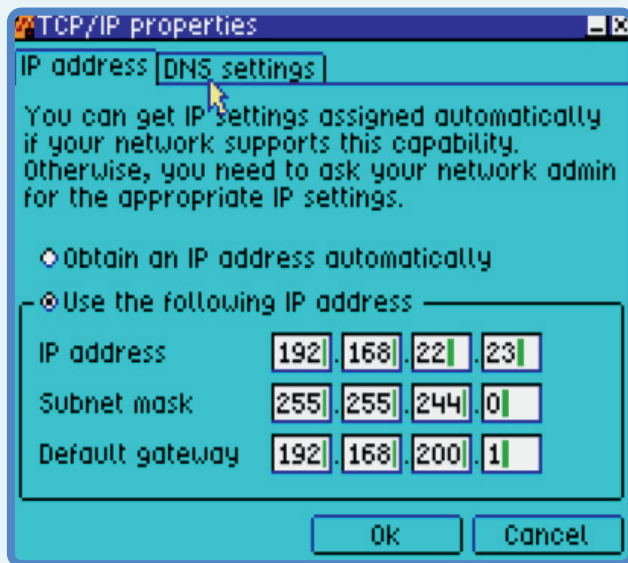 TCP/IP properties
IP address DNS settings
You can get IP settings assigned automatically
if your network supports this capability.
Otherwise, you need to ask your network admin
for the appropriate IP settings.
Obtain an IP address automatically
Use the following IP address
IP address 192.168.22.23
Subnet mask 255.255.244.0
Default gateway 192.168.200.1
Ok Cancel